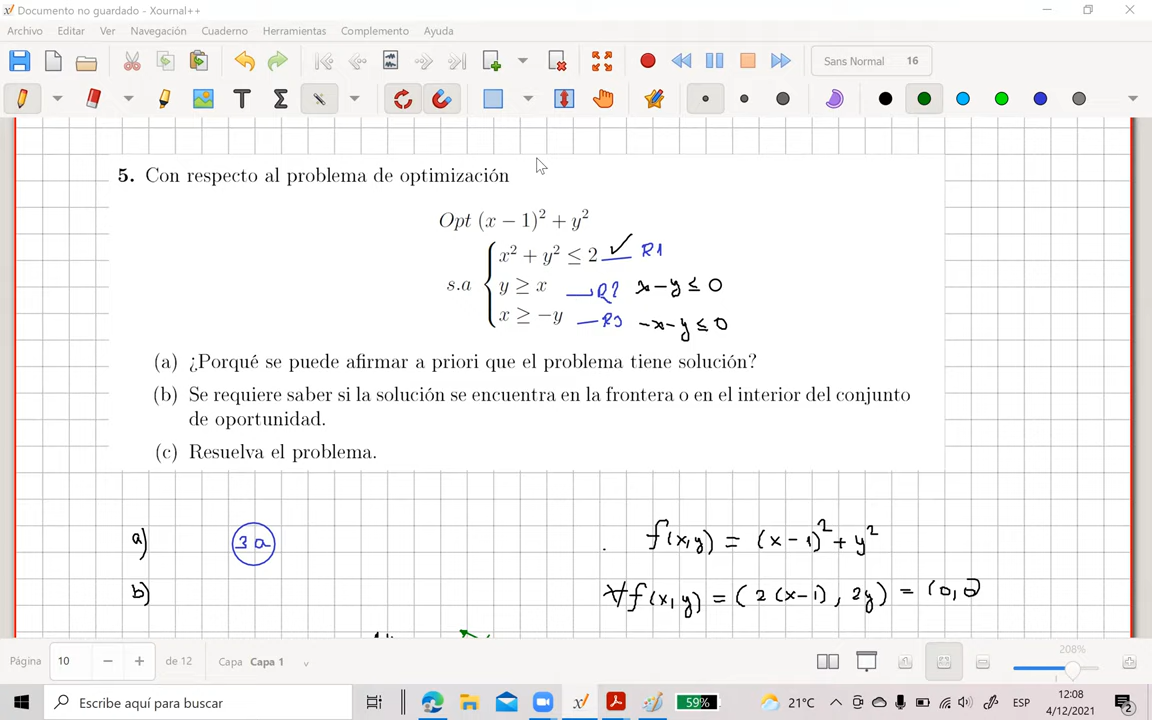 Documento no guardado - Xournal++
Archivo Editar Ver Navegación Cuaderno Herramientas Complemento Ayuda
Sans Normal 16
5. Con respecto al problema de optimización
Opt (x − 1)² + y²
x² + y² ≤ 2 ✓ R1
s.a y ≥ x R2 x-y ≤ 0
x ≥ −y R3 -x-y ≤ 0
(a) ¿Porqué se puede afirmar a priori que el problema tiene solución?
(b) Se requiere saber si la solución se encuentra en la frontera o en el interior del conjunto
de oportunidad.
(c) Resuelva el problema.
a) 3a . f(x,y) = (x-1)² + y²
b) ∀f(x,y) = (2(x-1), 2y) = (0,0)
Página 10 de 12 Capa Capa 1 208%
Escribe aquí para buscar 59% 21°C ESP 12:08
4/12/2021 2